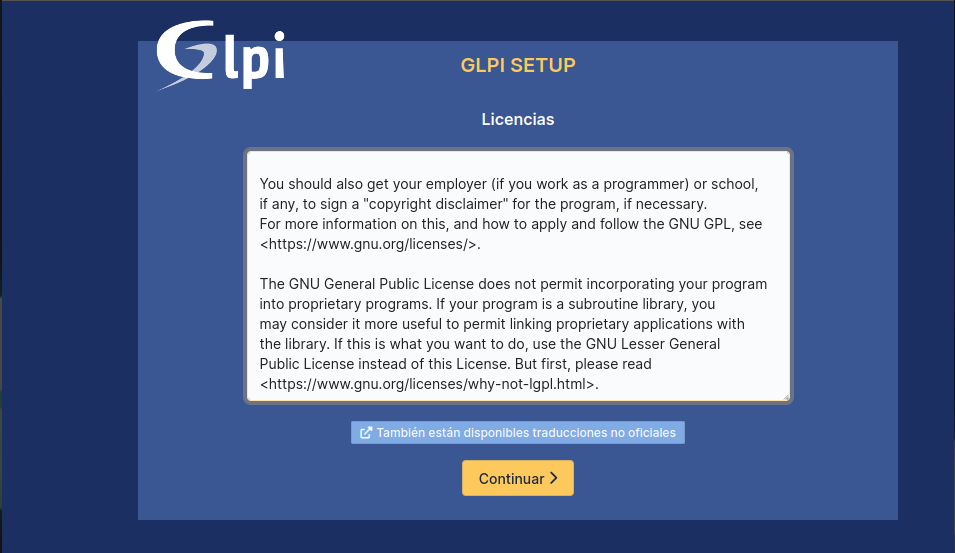 Glpi
GLPI SETUP
Licencias
You should also get your employer (if you work as a programmer) or school,
if any, to sign a "copyright disclaimer" for the program, if necessary.
For more information on this, and how to apply and follow the GNU GPL, see
<https://www.gnu.org/licenses/>.
The GNU General Public License does not permit incorporating your program
into proprietary programs. If your program is a subroutine library, you
may consider it more useful to permit linking proprietary applications with
the library. If this is what you want to do, use the GNU Lesser General
Public License instead of this License. But first, please read
<https://www.gnu.org/licenses/why-not-lgpl.html>.
También están disponibles traducciones no oficiales
Continuar